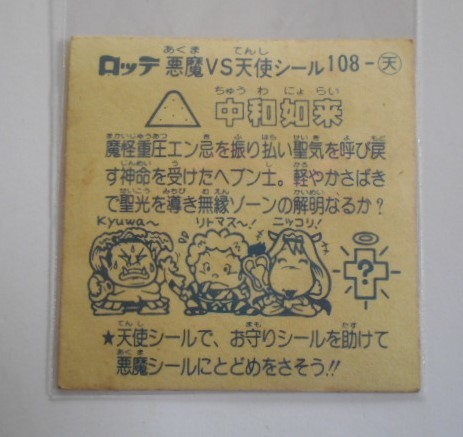 ロッテ 悪魔VS天使シール 108-天
中和如来
魔怪重圧エン忌を振り払い聖気を呼び戻
す神命を受けたヘブン士。軽やかさばき
で聖光を導き無縁ゾーンの解明なるか?
Kyuwa〜 リトマス〜! ニッコリ!
?
★天使シールで、お守りシールを助けて
悪魔シールにとどめをさそう!!